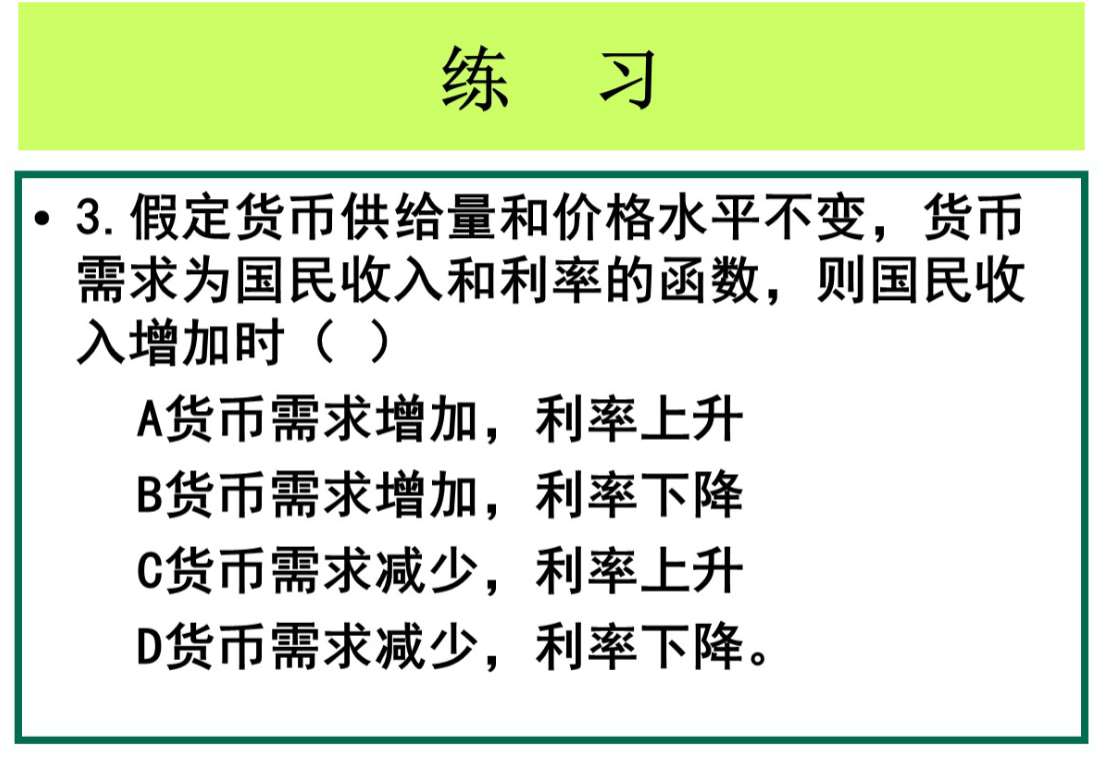 练 习
• 3.假定货币供给量和价格水平不变，货币
需求为国民收入和利率的函数，则国民收
入增加时（ ）
A货币需求增加，利率上升
B货币需求增加，利率下降
C货币需求减少，利率上升
D货币需求减少，利率下降。